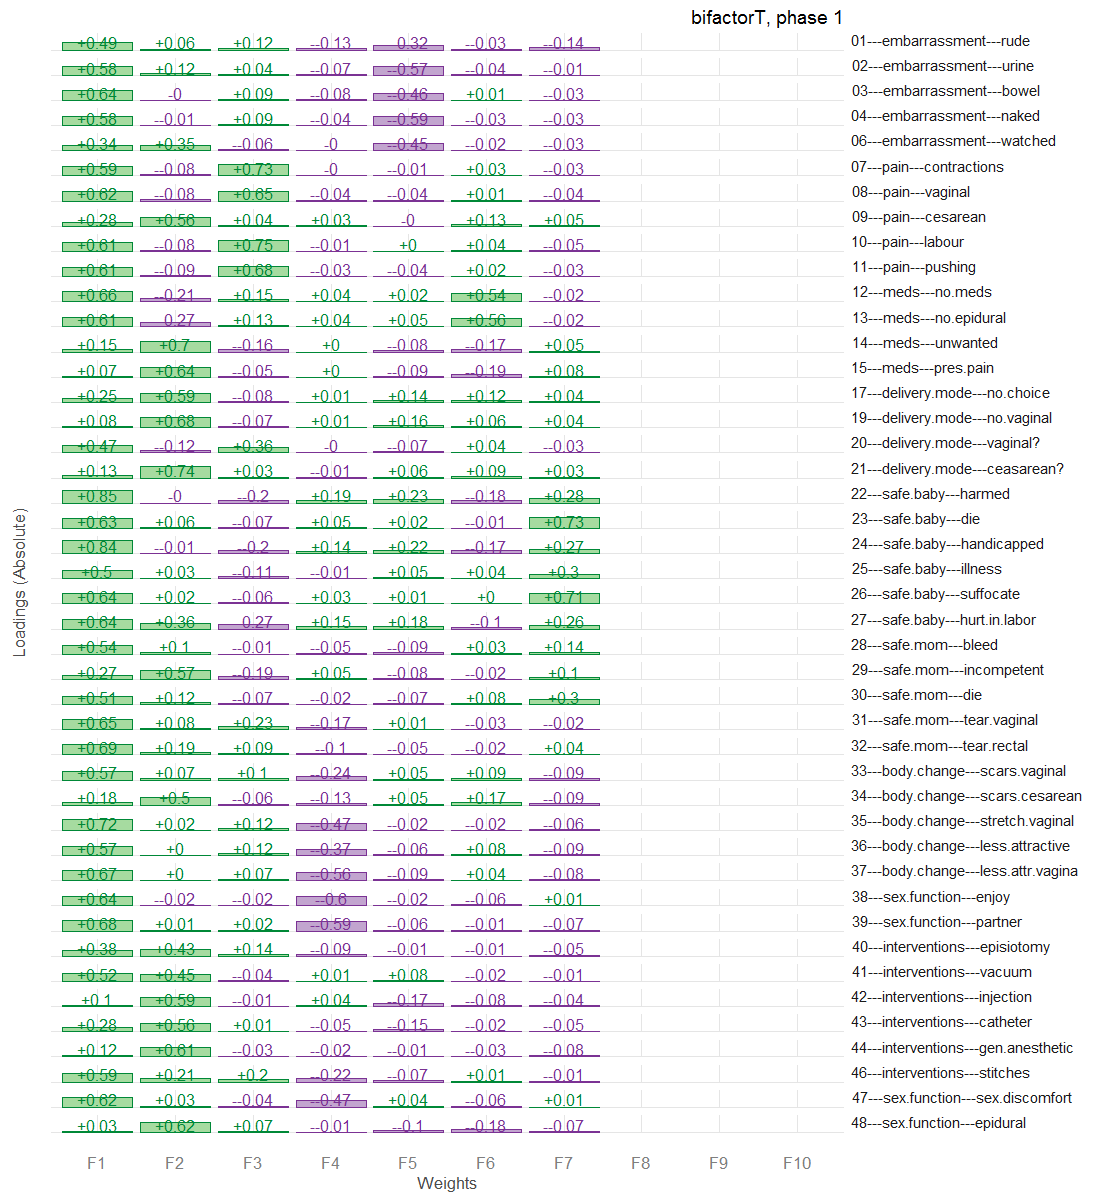 bifactorT, phase 1
+0.49 +0.06 +0.12 --0.13 --0.32 --0.03 --0.14 01---embarrassment---rude
+0.58 +0.12 +0.04 --0.07 --0.57 --0.04 --0.01 02---embarrassment---urine
+0.64 -0 +0.09 --0.08 --0.46 +0.01 --0.03 03---embarrassment---bowel
+0.58 --0.01 +0.09 --0.04 --0.59 --0.03 --0.03 04---embarrassment---naked
+0.34 +0.35 --0.06 -0 --0.45 --0.02 --0.03 06---embarrassment---watched
+0.59 --0.08 +0.73 -0 --0.01 +0.03 --0.03 07---pain---contractions
+0.62 --0.08 +0.65 --0.04 --0.04 +0.01 --0.04 08---pain---vaginal
+0.28 +0.56 +0.04 +0.03 -0 +0.13 +0.05 09---pain---cesarean
+0.61 --0.08 +0.75 --0.01 +0 +0.04 --0.05 10---pain---labour
+0.61 --0.09 +0.68 --0.03 --0.04 +0.02 --0.03 11---pain---pushing
+0.66 --0.21 +0.15 +0.04 +0.02 +0.54 --0.02 12---meds---no.meds
+0.61 --0.27 +0.13 +0.04 +0.05 +0.56 --0.02 13---meds---no.epidural
+0.15 +0.7 --0.16 +0 --0.08 --0.17 +0.05 14---meds---unwanted
+0.07 +0.64 --0.05 +0 --0.09 --0.19 +0.08 15---meds---pres.pain
+0.25 +0.59 --0.08 +0.01 +0.14 +0.12 +0.04 17---delivery.mode---no.choice
+0.08 +0.68 --0.07 +0.01 +0.16 +0.06 +0.04 19---delivery.mode---no.vaginal
+0.47 --0.12 +0.36 -0 --0.07 +0.04 --0.03 20---delivery.mode---vaginal?
+0.13 +0.74 +0.03 --0.01 +0.06 +0.09 +0.03 21---delivery.mode---ceasarean?
+0.85 -0 --0.2 +0.19 +0.23 --0.18 +0.28 22---safe.baby---harmed
+0.63 +0.06 --0.07 +0.05 +0.02 --0.01 +0.73 23---safe.baby---die
+0.84 --0.01 --0.2 +0.14 +0.22 --0.17 +0.27 24---safe.baby---handicapped
+0.5 +0.03 --0.11 --0.01 +0.05 +0.04 +0.3 25---safe.baby---illness
+0.64 +0.02 --0.06 +0.03 +0.01 +0 +0.71 26---safe.baby---suffocate
+0.64 +0.36 --0.27 +0.15 +0.18 --0.1 +0.26 27---safe.baby---hurt.in.labor
+0.54 +0.1 --0.01 --0.05 --0.09 +0.03 +0.14 28---safe.mom---bleed
+0.27 +0.57 --0.19 +0.05 --0.08 --0.02 +0.1 29---safe.mom---incompetent
+0.51 +0.12 --0.07 --0.02 --0.07 +0.08 +0.3 30---safe.mom---die
+0.65 +0.08 +0.23 --0.17 +0.01 --0.03 --0.02 31---safe.mom---tear.vaginal
+0.69 +0.19 +0.09 --0.1 --0.05 --0.02 +0.04 32---safe.mom---tear.rectal
+0.57 +0.07 +0.1 --0.24 +0.05 +0.09 --0.09 33---body.change---scars.vaginal
+0.18 +0.5 --0.06 --0.13 +0.05 +0.17 --0.09 34---body.change---scars.cesarean
+0.72 +0.02 +0.12 --0.47 --0.02 --0.02 --0.06 35---body.change---stretch.vaginal
+0.57 +0 +0.12 --0.37 --0.06 +0.08 --0.09 36---body.change---less.attractive
+0.67 +0 +0.07 --0.56 --0.09 +0.04 --0.08 37---body.change---less.attr.vagina
+0.64 --0.02 --0.02 --0.6 --0.02 --0.06 +0.01 38---sex.function---enjoy
+0.68 +0.01 +0.02 --0.59 --0.06 --0.01 --0.07 39---sex.function---partner
+0.38 +0.43 +0.14 --0.09 --0.01 --0.01 --0.05 40---interventions---episiotomy
+0.52 +0.45 --0.04 +0.01 +0.08 --0.02 --0.01 41---interventions---vacuum
+0.1 +0.59 --0.01 +0.04 --0.17 --0.08 --0.04 42---interventions---injection
+0.28 +0.56 +0.01 --0.05 --0.15 --0.02 --0.05 43---interventions---catheter
+0.12 +0.61 --0.03 --0.02 --0.01 --0.03 --0.08 44---interventions---gen.anesthetic
+0.59 +0.21 +0.2 --0.22 --0.07 +0.01 --0.01 46---interventions---stitches
+0.62 +0.03 --0.04 --0.47 +0.04 --0.06 +0.01 47---sex.function---sex.discomfort
+0.03 +0.62 +0.07 --0.01 --0.1 --0.18 --0.07 48---sex.function---epidural
F1 F2 F3 F4 F5 F6 F7 F8 F9 F10
Weights
Loadings (Absolute)